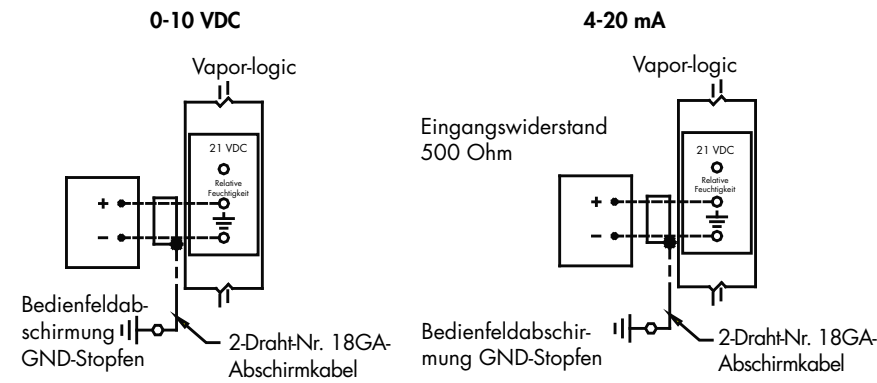 0-10 VDC
Vapor-logic
21 VDC
Relative
Feuchtigkeit
+
−
Bedienfeldab-
schirmung
GND-Stopfen
2-Draht-Nr. 18GA-
Abschirmkabel
4-20 mA
Vapor-logic
Eingangswiderstand
500 Ohm
21 VDC
Relative
Feuchtigkeit
+
−
Bedienfeldabschir-
mung GND-Stopfen
2-Draht-Nr. 18GA-
Abschirmkabel